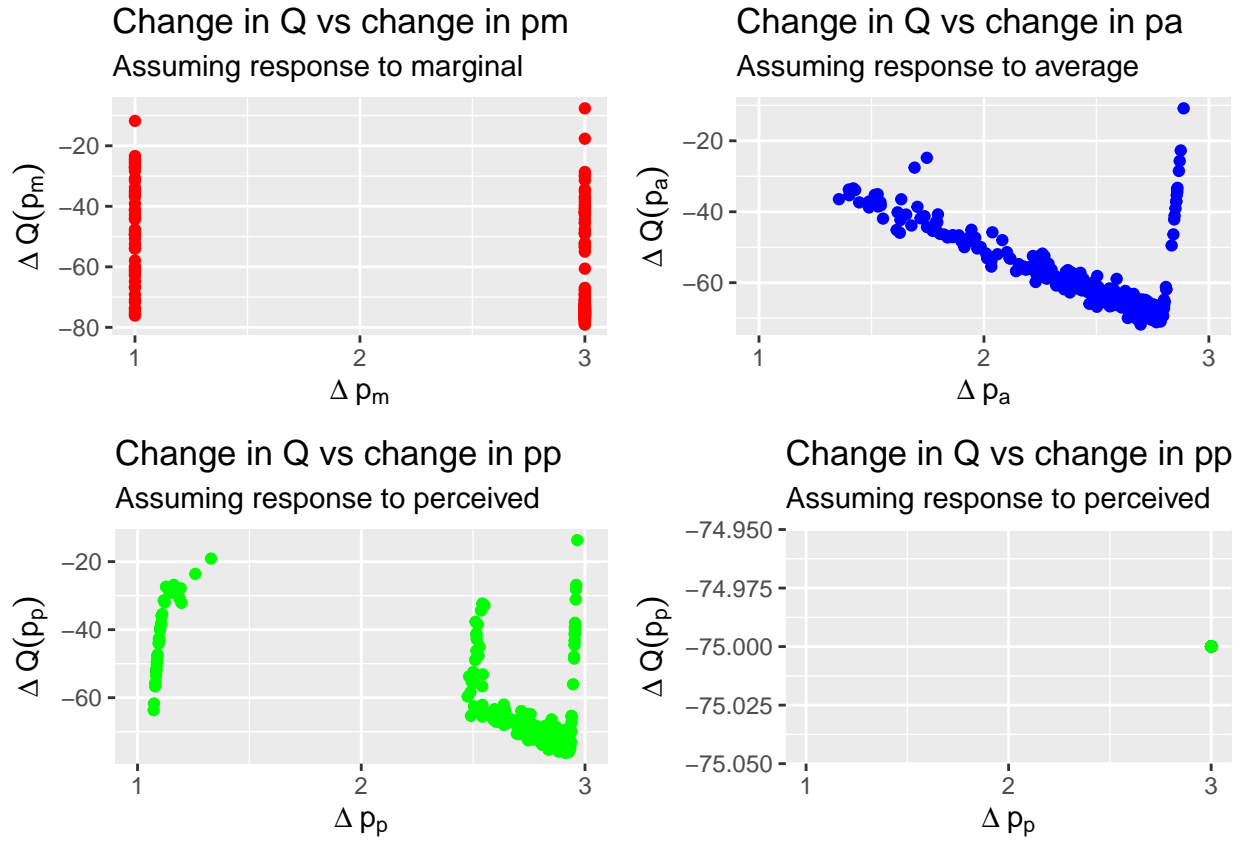 Change in Q vs change in pm
Assuming response to marginal
Δ Q(pm)
−20
−40
−60
−80
1 2 3
Δ pm
Change in Q vs change in pa
Assuming response to average
Δ Q(pa)
−20
−40
−60
1 2 3
Δ pa
Change in Q vs change in pp
Assuming response to perceived
Δ Q(pp)
−20
−40
−60
1 2 3
Δ pp
Change in Q vs change in pp
Assuming response to perceived
Δ Q(pp)
−74.950
−74.975
−75.000
−75.025
−75.050
1 2 3
Δ pp